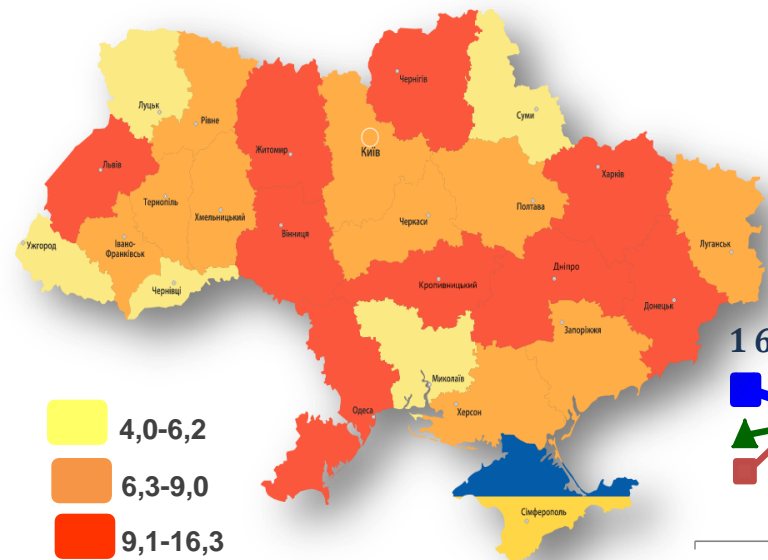 Чернігів
Луцьк
Рівне
Суми
Житомир
Київ
Львів
Харків
Тернопіль
Хмельницький
Полтава
Черкаси
Вінниця
Ужгород
Івано-
Франківськ
Луганськ
Чернівці
Кропивницький
Дніпро
Донецьк
Запоріжжя
Миколаїв
Одеса
Херсон
Сімферополь
4,0-6,2
6,3-9,0
9,1-16,3
16